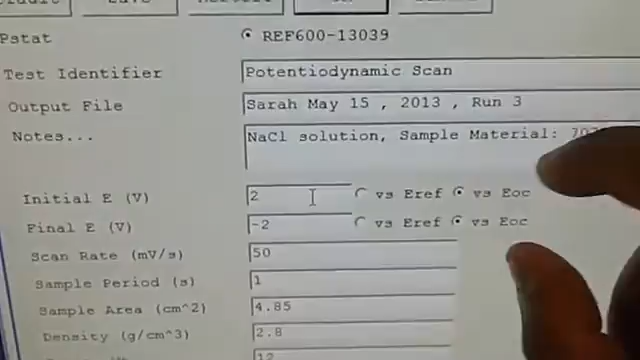 Pstat REF600-13039
Test Identifier Potentiodynamic Scan
Output File Sarah May 15 , 2013 , Run 3
Notes... NaCl solution, Sample Material:
Initial E (V) 2 vs Eref vs Eoc
Final E (V) -2 vs Eref vs Eoc
Scan Rate (mV/s) 50
Sample Period (s) 1
Sample Area (cm^2) 4.85
Density (g/cm^3) 2.8
12